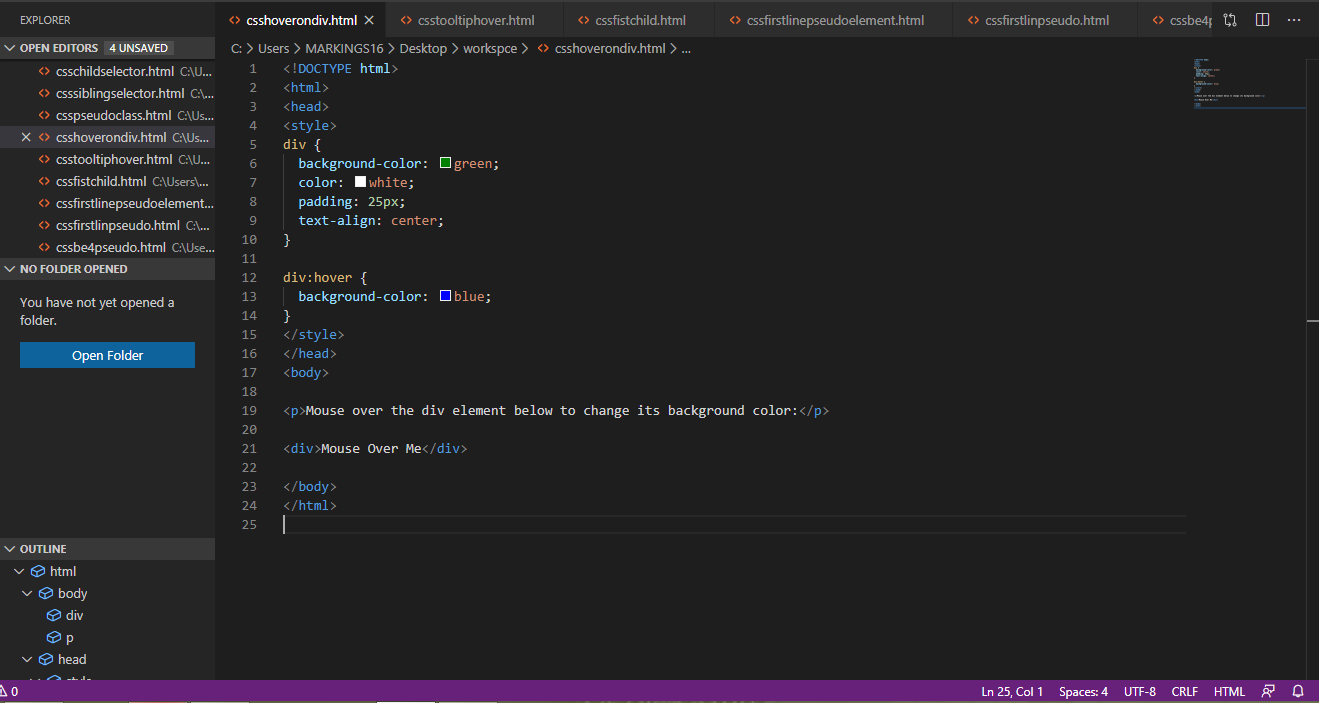 EXPLORER
OPEN EDITORS 4 UNSAVED
csschildselector.html C:\U...
csssiblingselector.html C:\...
csspseudoclass.html C:\Us...
csshoverondiv.html C:\Us...
csstooltiphover.html C:\U...
cssfistchild.html C:\Users\...
cssfirstlinepseudoelement...
cssfirstlinpseudo.html C:\...
cssbe4pseudo.html C:\Use...
NO FOLDER OPENED
You have not yet opened a
folder.
Open Folder
OUTLINE
html
body
div
p
head
style
csshoverondiv.html csstooltiphover.html cssfistchild.html cssfirstlinepseudoelement.html cssfirstlinpseudo.html cssbe4p
C: > Users > MARKINGS16 > Desktop > workspce > csshoverondiv.html > ...
1 <!DOCTYPE html>
2 <html>
3 <head>
4 <style>
5 div {
6 background-color: green;
7 color: white;
8 padding: 25px;
9 text-align: center;
10 }
11
12 div:hover {
13 background-color: blue;
14 }
15 </style>
16 </head>
17 <body>
18
19 <p>Mouse over the div element below to change its background color:</p>
20
21 <div>Mouse Over Me</div>
22
23 </body>
24 </html>
25
0 Ln 25, Col 1 Spaces: 4 UTF-8 CRLF HTML